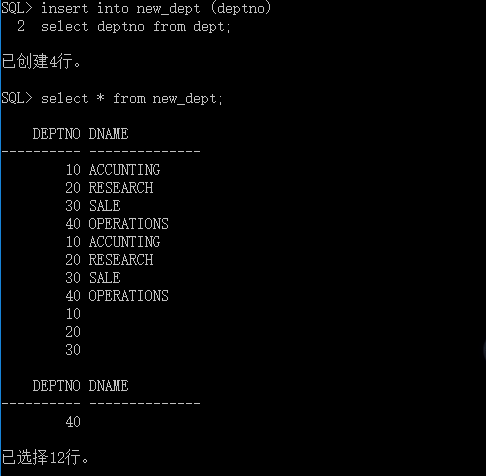 SQL> insert into new_dept (deptno)
  2  select deptno from dept;
已创建4行。
SQL> select * from new_dept;
    DEPTNO DNAME
---------- --------------
        10 ACCUNTING
        20 RESEARCH
        30 SALE
        40 OPERATIONS
        10 ACCUNTING
        20 RESEARCH
        30 SALE
        40 OPERATIONS
        10
        20
        30
    DEPTNO DNAME
---------- --------------
        40
已选择12行。